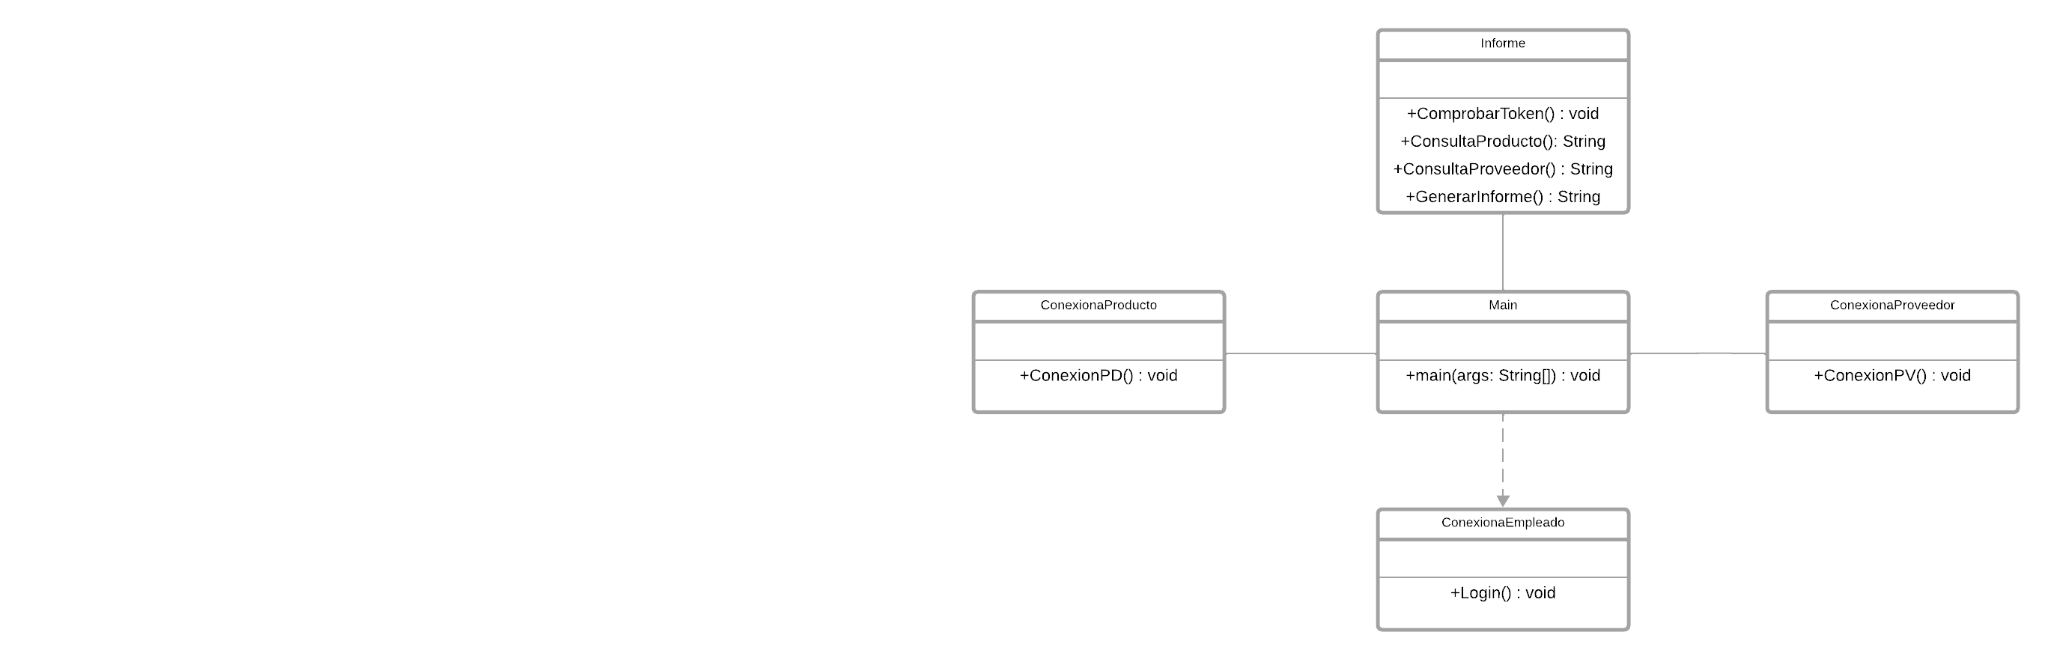 Informe
+ComprobarToken() : void
+ConsultaProducto(): String
+ConsultaProveedor() : String
+GenerarInforme() : String
ConexionaProducto
+ConexionPD() : void
Main
+main(args: String[]) : void
ConexionaProveedor
+ConexionPV() : void
ConexionaEmpleado
+Login() : void